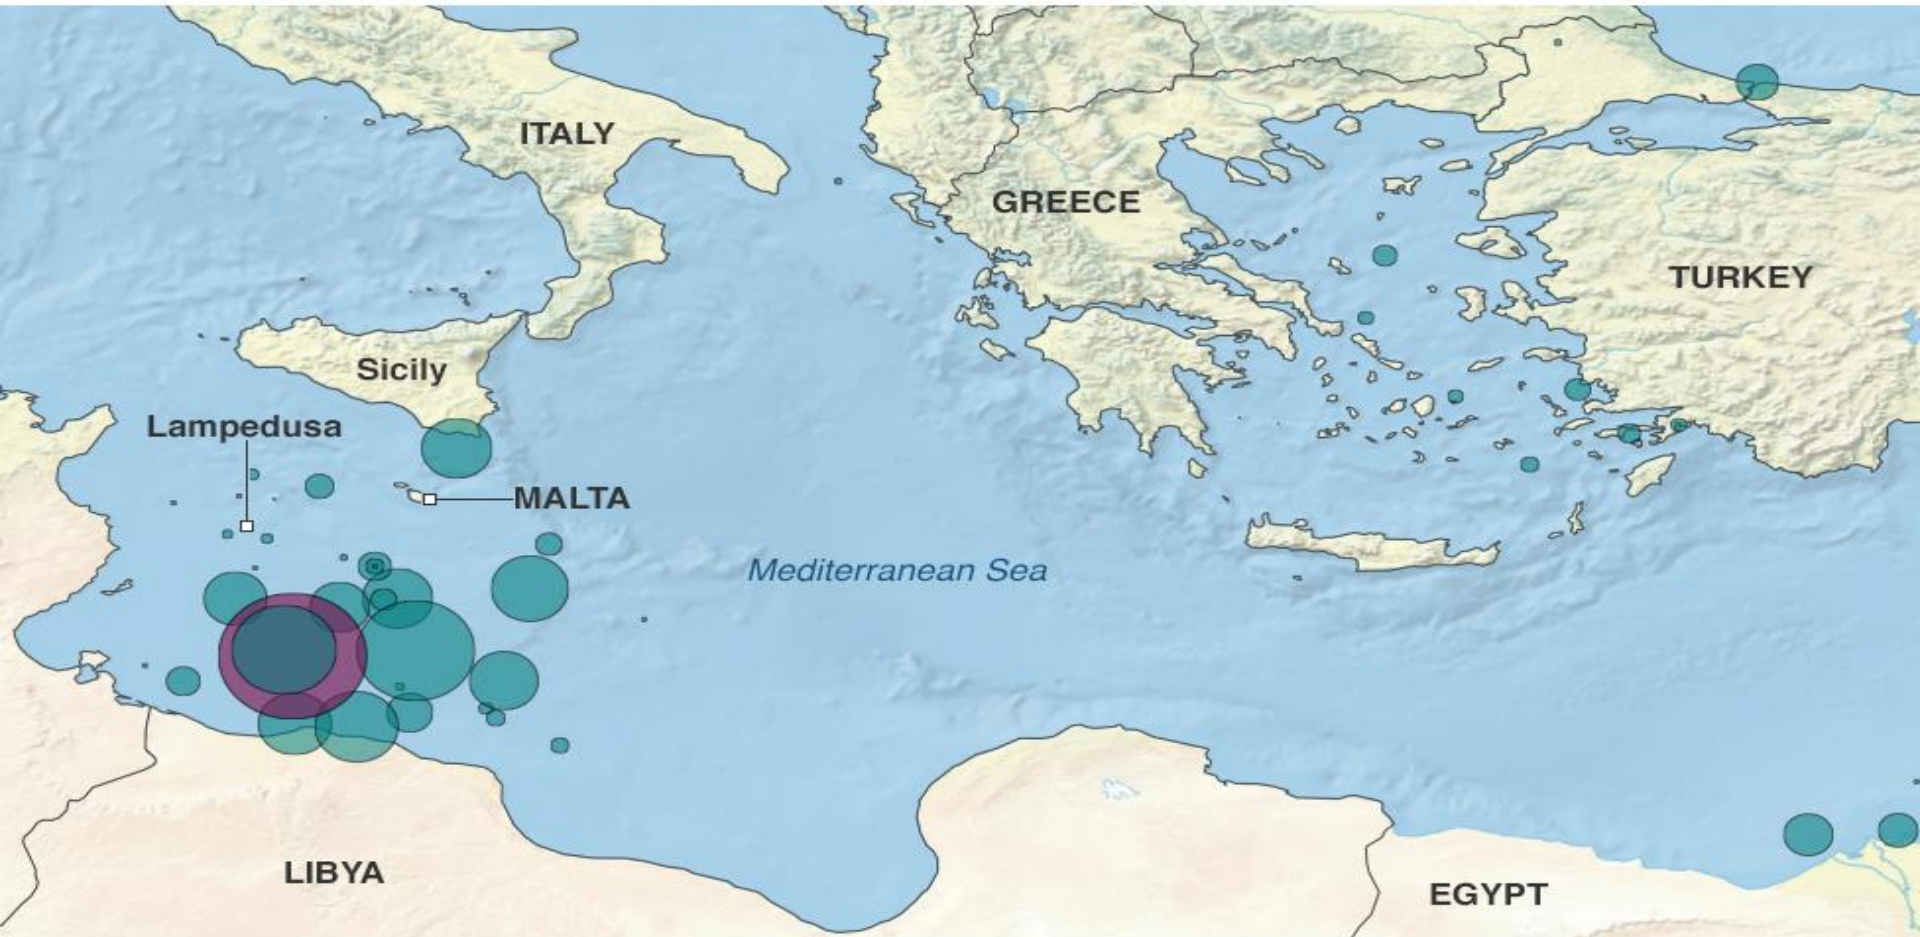 ITALY
GREECE
TURKEY
Sicily
Lampedusa
MALTA
Mediterranean Sea
LIBYA
EGYPT